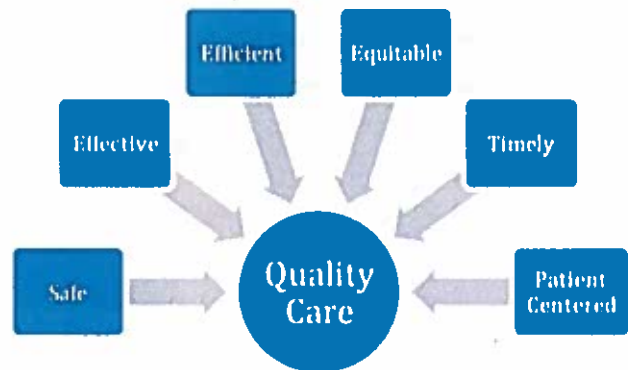 Efficient
Equitable
Effective
Timely
Safe
Quality
Care
Patient
Centered